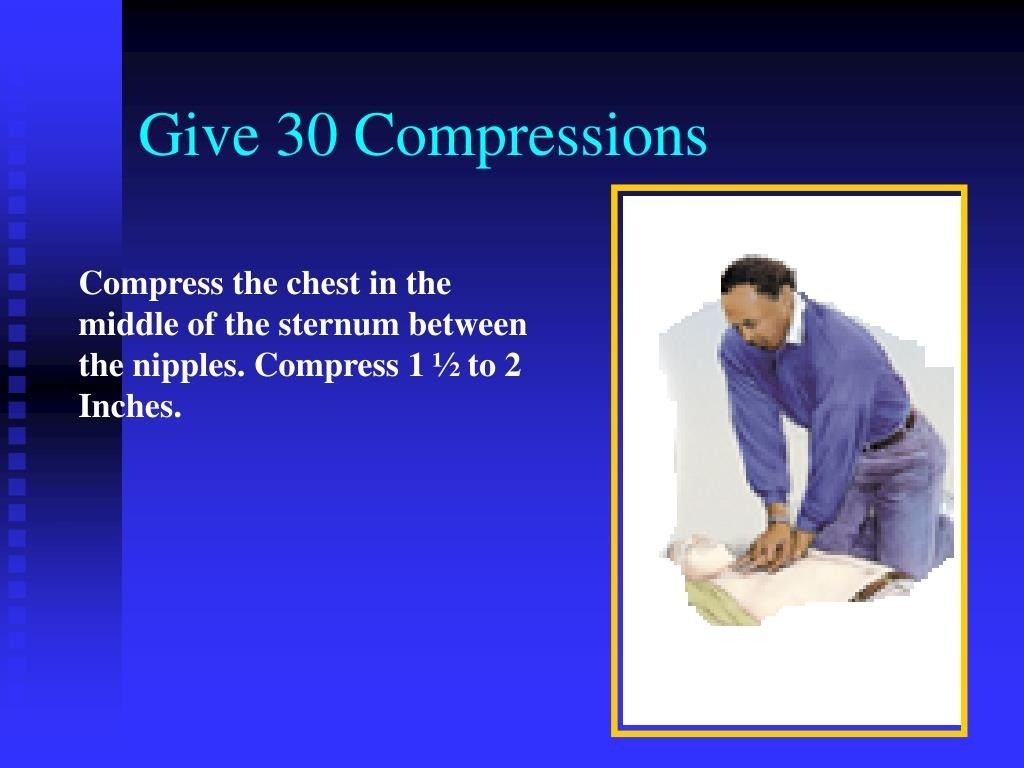 Give 30 Compressions
Compress the chest in the
middle of the sternum between
the nipples. Compress 1 ½ to 2
Inches.